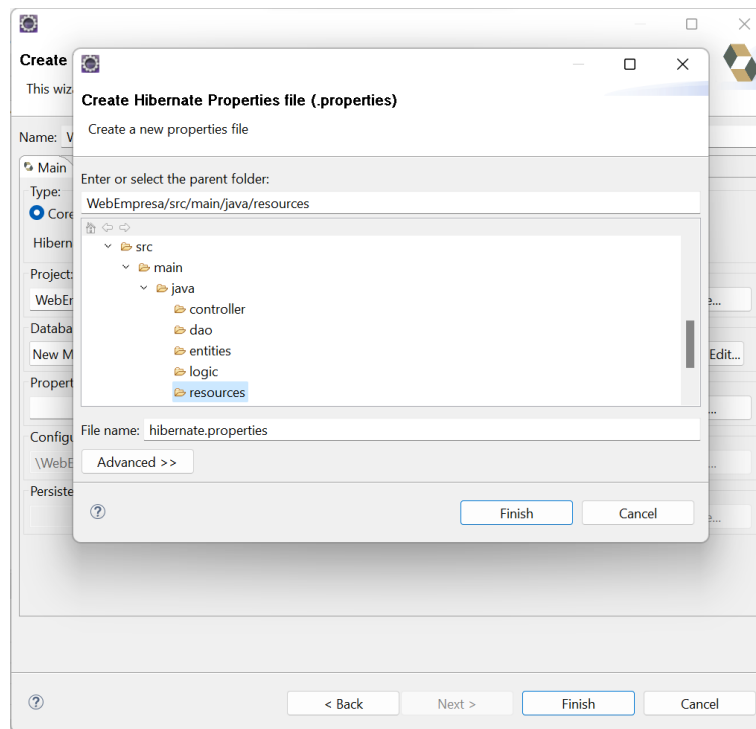 Create
This wiz
Create Hibernate Properties file (.properties)
Create a new properties file
Name:
Enter or select the parent folder:
WebEmpresa/src/main/java/resources
Main
Type:
Core
Hibern
Project:
WebEn
Databa
New M
Edit...
Propert
Configu
\WebE
Persiste
src
main
java
controller
dao
entities
logic
resources
File name: hibernate.properties
Advanced >>
Finish Cancel
< Back Next > Finish Cancel